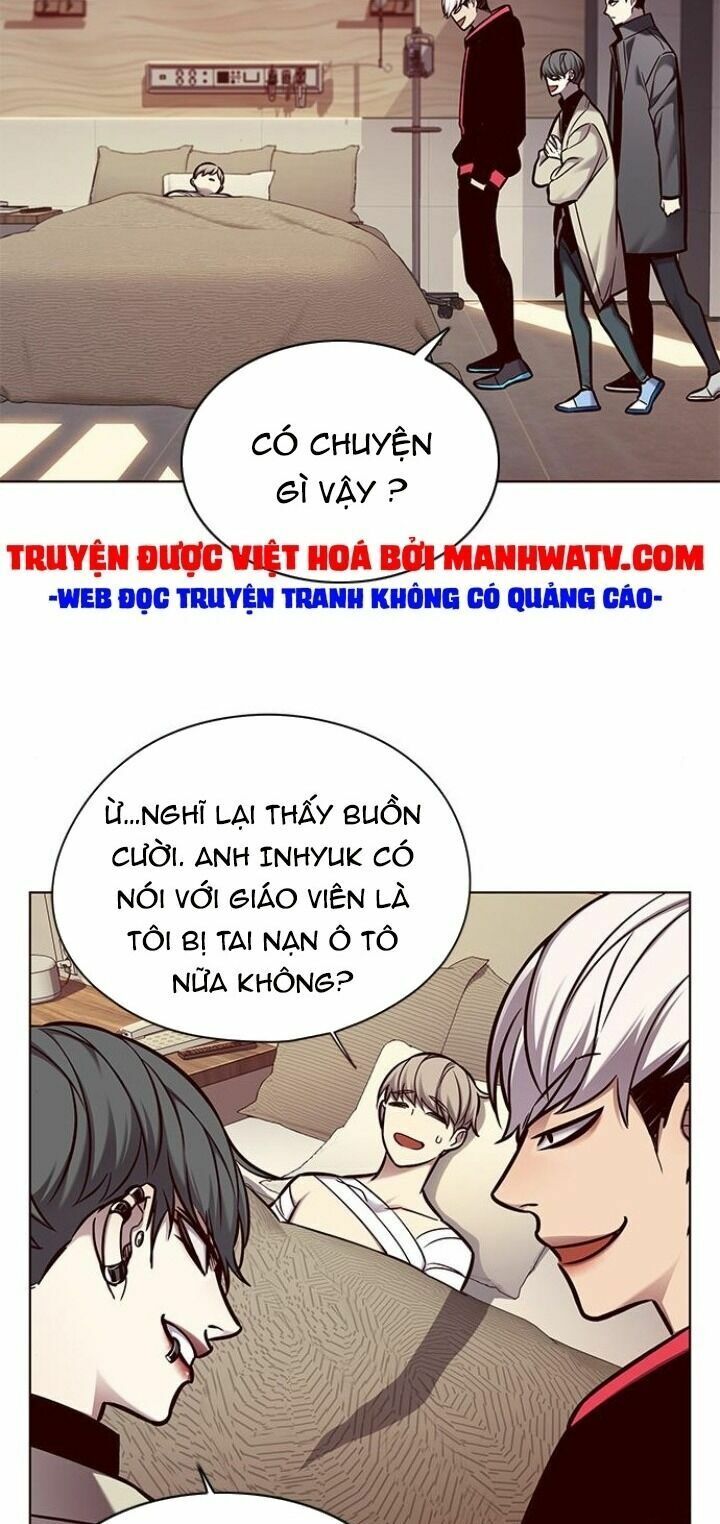 CÓ CHUYỆN
GÌ VẬY ?
TRUYỆN ĐƯỢC VIỆT HOÁ BỞI MANHWATV.COM
-WEB ĐỌC TRUYỆN TRANH KHÔNG CÓ QUẢNG CÁO-
Ừ...NGHĨ LẠI THẤY BUỒN
CƯỜI. ANH INHYUK CÓ
NÓI VỚI GIÁO VIÊN LÀ
TÔI BỊ TAI NẠN Ô TÔ
NỮA KHÔNG?